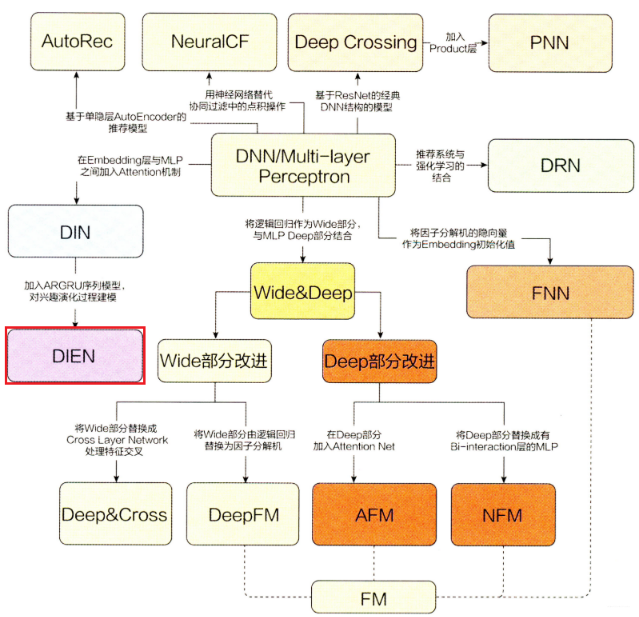 AutoRec
NeuralCF
Deep Crossing
加入
Product层
PNN
用神经网络替代
协同过滤中的点积操作
基于ResNet的经典
DNN结构的模型
基于单隐层AutoEncoder的
推荐模型
DNN/Multi-layer
Perceptron
推荐系统与
强化学习的
结合
DRN
在Embedding层与MLP
之间加入Attention机制
DIN
将逻辑回归作为Wide部分，
与MLP Deep部分结合
将因子分解机的隐向量
作为Embedding初始化值
加入ARGRU序列模型，
对兴趣演化过程建模
Wide&Deep
FNN
DIEN
Wide部分改进
Deep部分改进
将Wide部分替换成
Cross Layer Network
处理特征交叉
将Wide部分由逻辑回归
替换为因子分解机
在Deep部分
加入Attention Net
将Deep部分替换成有
Bi-interaction层的MLP
Deep&Cross
DeepFM
AFM
NFM
FM